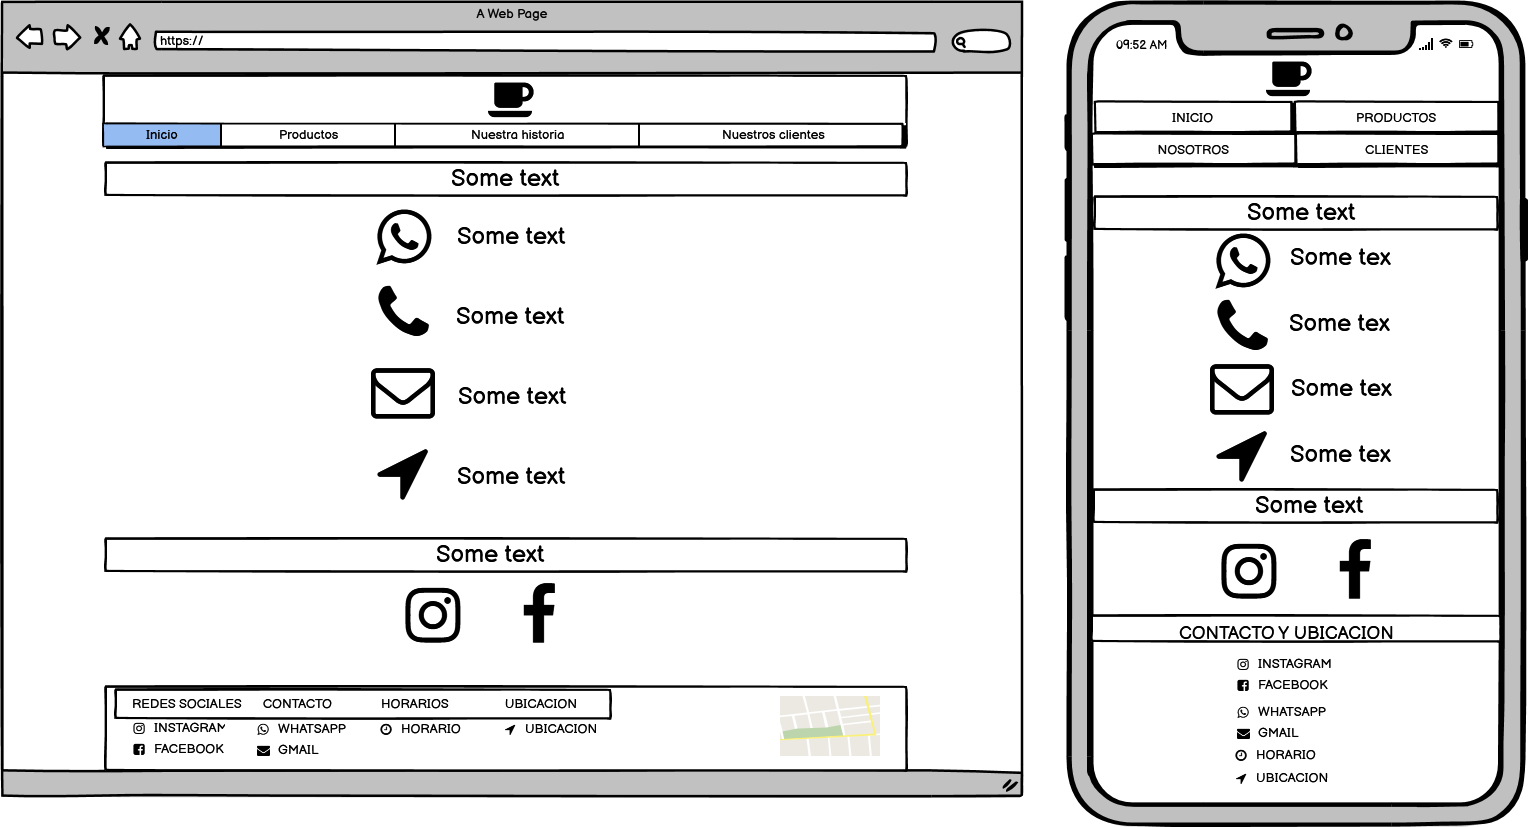 A Web Page
https://
Inicio Productos Nuestra historia Nuestros clientes
Some text
Some text
Some text
Some text
Some text
Some text
REDES SOCIALES CONTACTO HORARIOS UBICACION
INSTAGRAM WHATSAPP HORARIO UBICACION
FACEBOOK GMAIL
09:52 AM
INICIO PRODUCTOS
NOSOTROS CLIENTES
Some text
Some tex
Some tex
Some tex
Some tex
Some text
CONTACTO Y UBICACION
INSTAGRAM
FACEBOOK
WHATSAPP
GMAIL
HORARIO
UBICACION